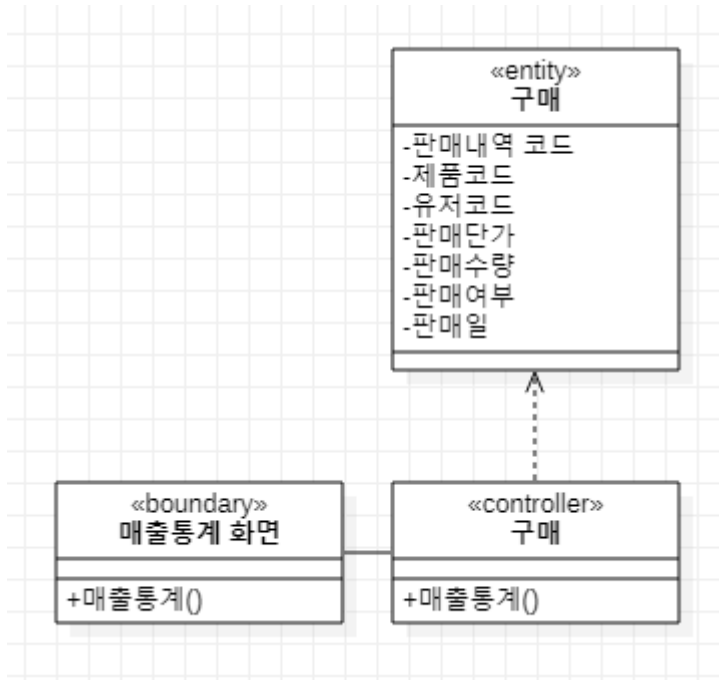 «entity»
구매
-판매내역 코드
-제품코드
-유저코드
-판매단가
-판매수량
-판매여부
-판매일
«boundary»
매출통계 화면
+매출통계()
«controller»
구매
+매출통계()